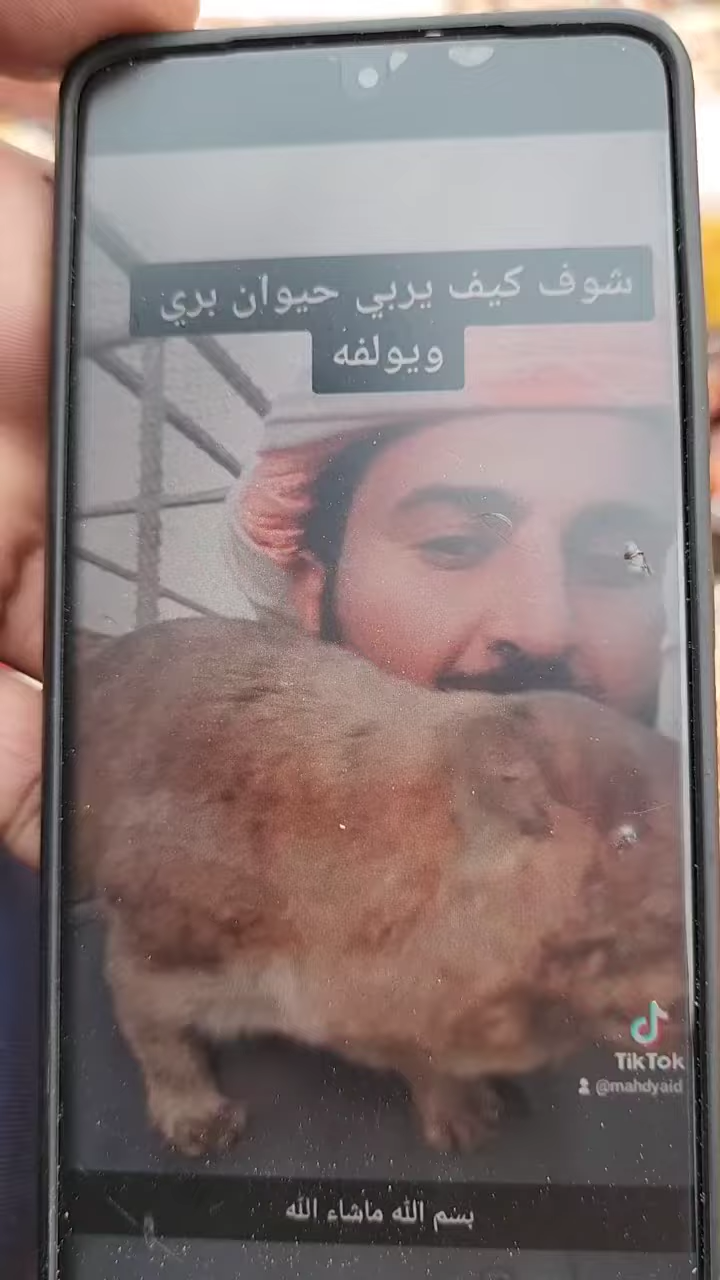 شوف كيف يربي حيوان بري
ويولفه
TikTok
@mahdyaid
بسم الله ماشاء الله